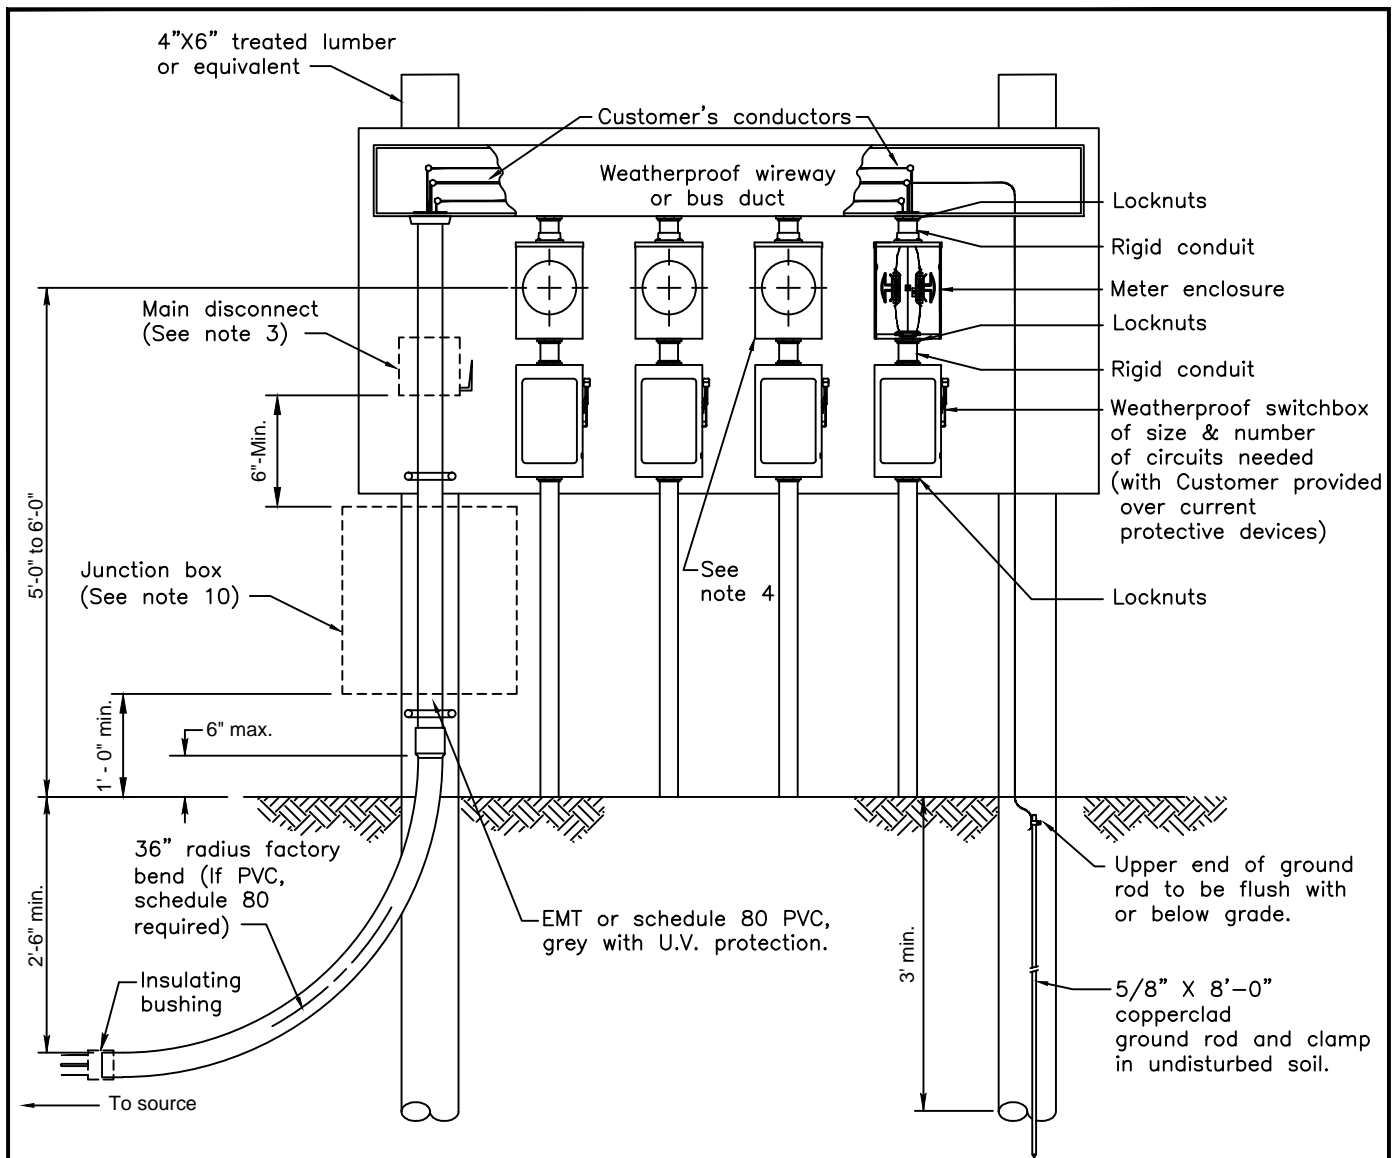 4"X6" treated lumber
or equivalent
Customer's conductors
Weatherproof wireway
or bus duct
Locknuts
Rigid conduit
Meter enclosure
Locknuts
Rigid conduit
Weatherproof switchbox
of size & number
of circuits needed
(with Customer provided
over current
protective devices)
Locknuts
Main disconnect
(See note 3)
6"-Min.
5'-0" to 6'-0"
Junction box
(See note 10)
See
note 4
1' - 0" min.
6" max.
36" radius factory
bend (If PVC,
schedule 80
required)
2'-6" min.
Insulating
bushing
To source
EMT or schedule 80 PVC,
grey with U.V. protection.
3' min.
Upper end of ground
rod to be flush with
or below grade.
5/8" X 8'-0"
copperclad
ground rod and clamp
in undisturbed soil.